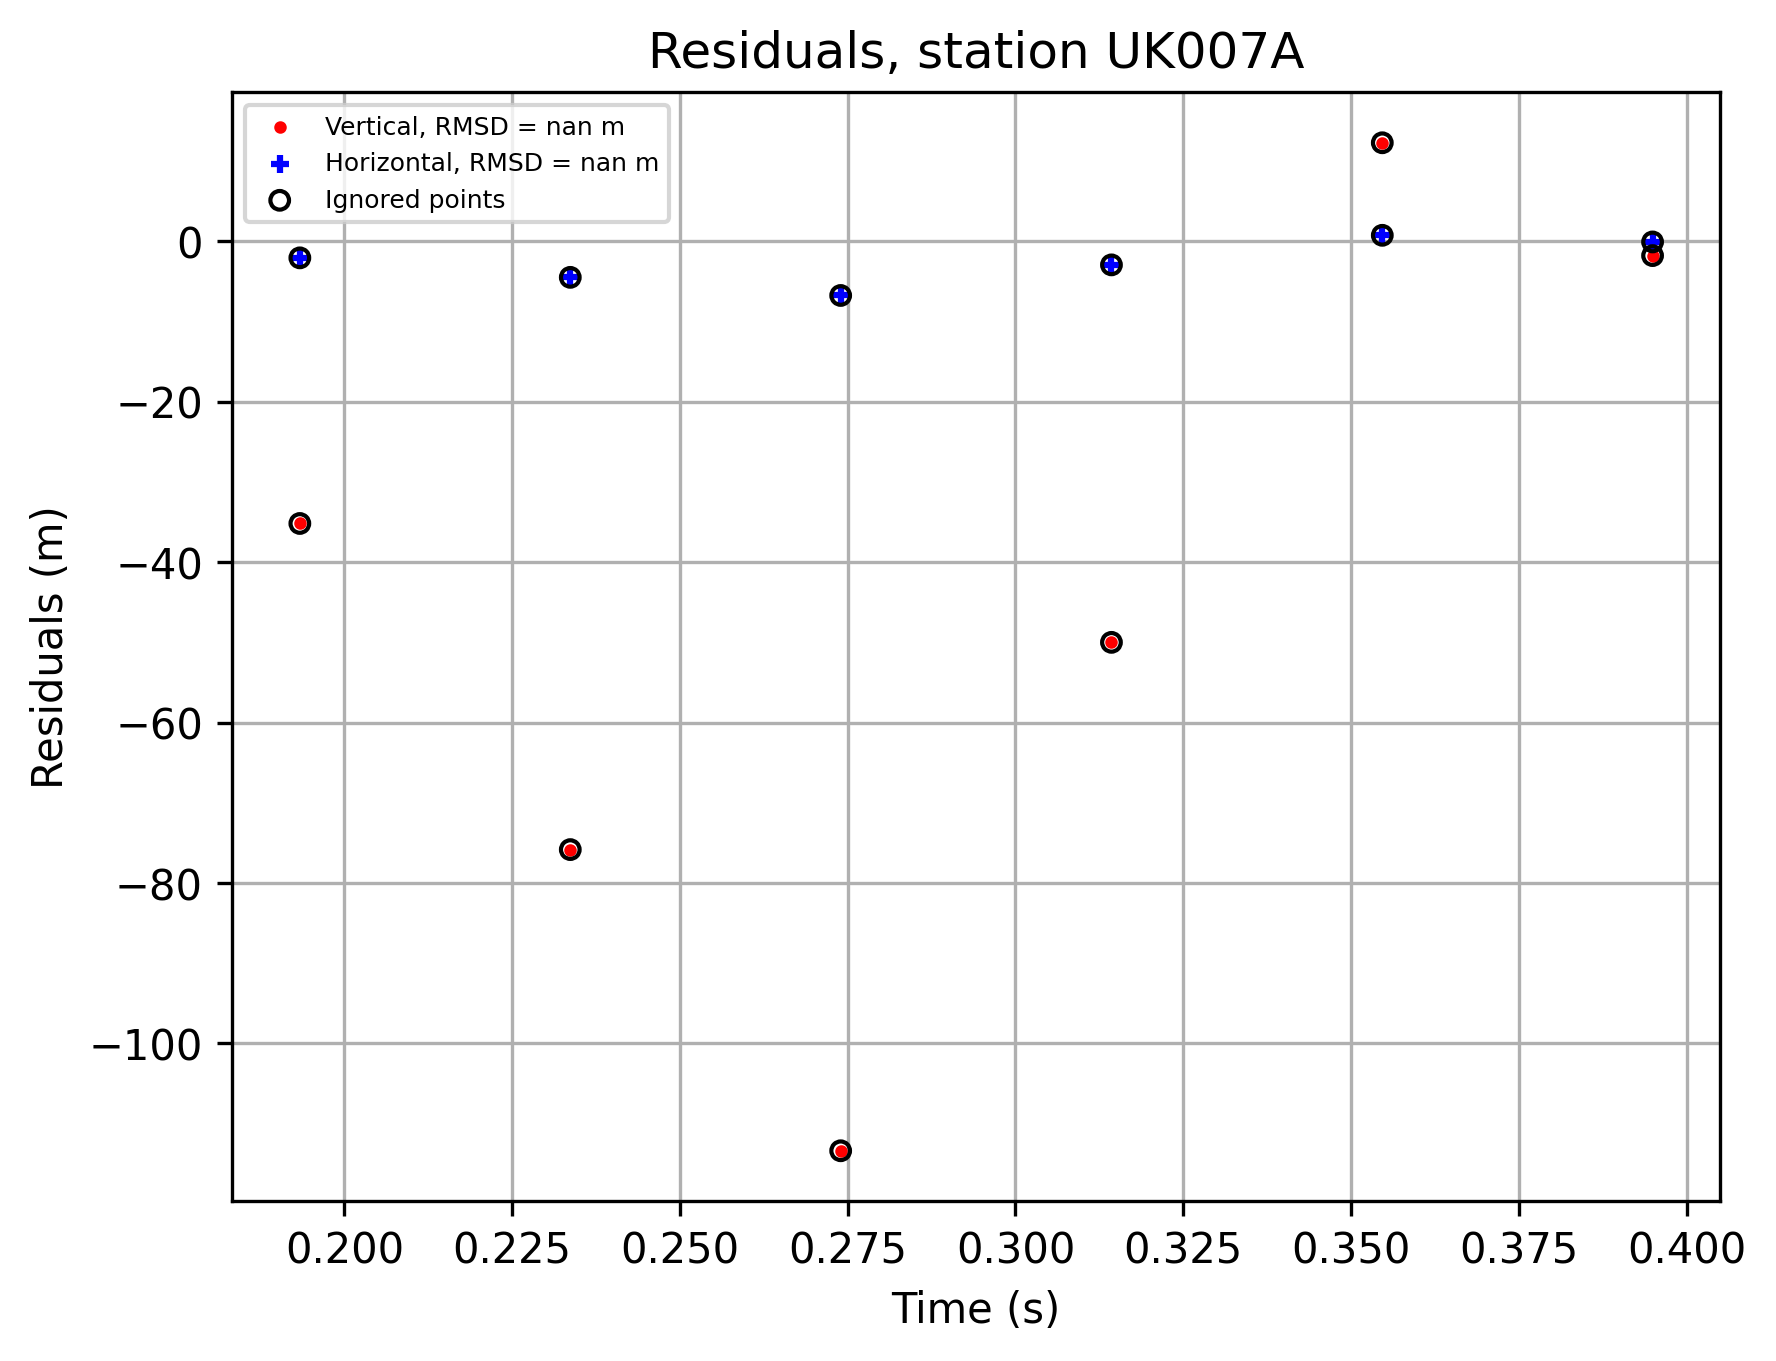 Residuals, station UK007A
Vertical, RMSD = nan m
Horizontal, RMSD = nan m
Ignored points
0
−20
−40
−60
−80
−100
Residuals (m)
0.200 0.225 0.250 0.275 0.300 0.325 0.350 0.375 0.400
Time (s)